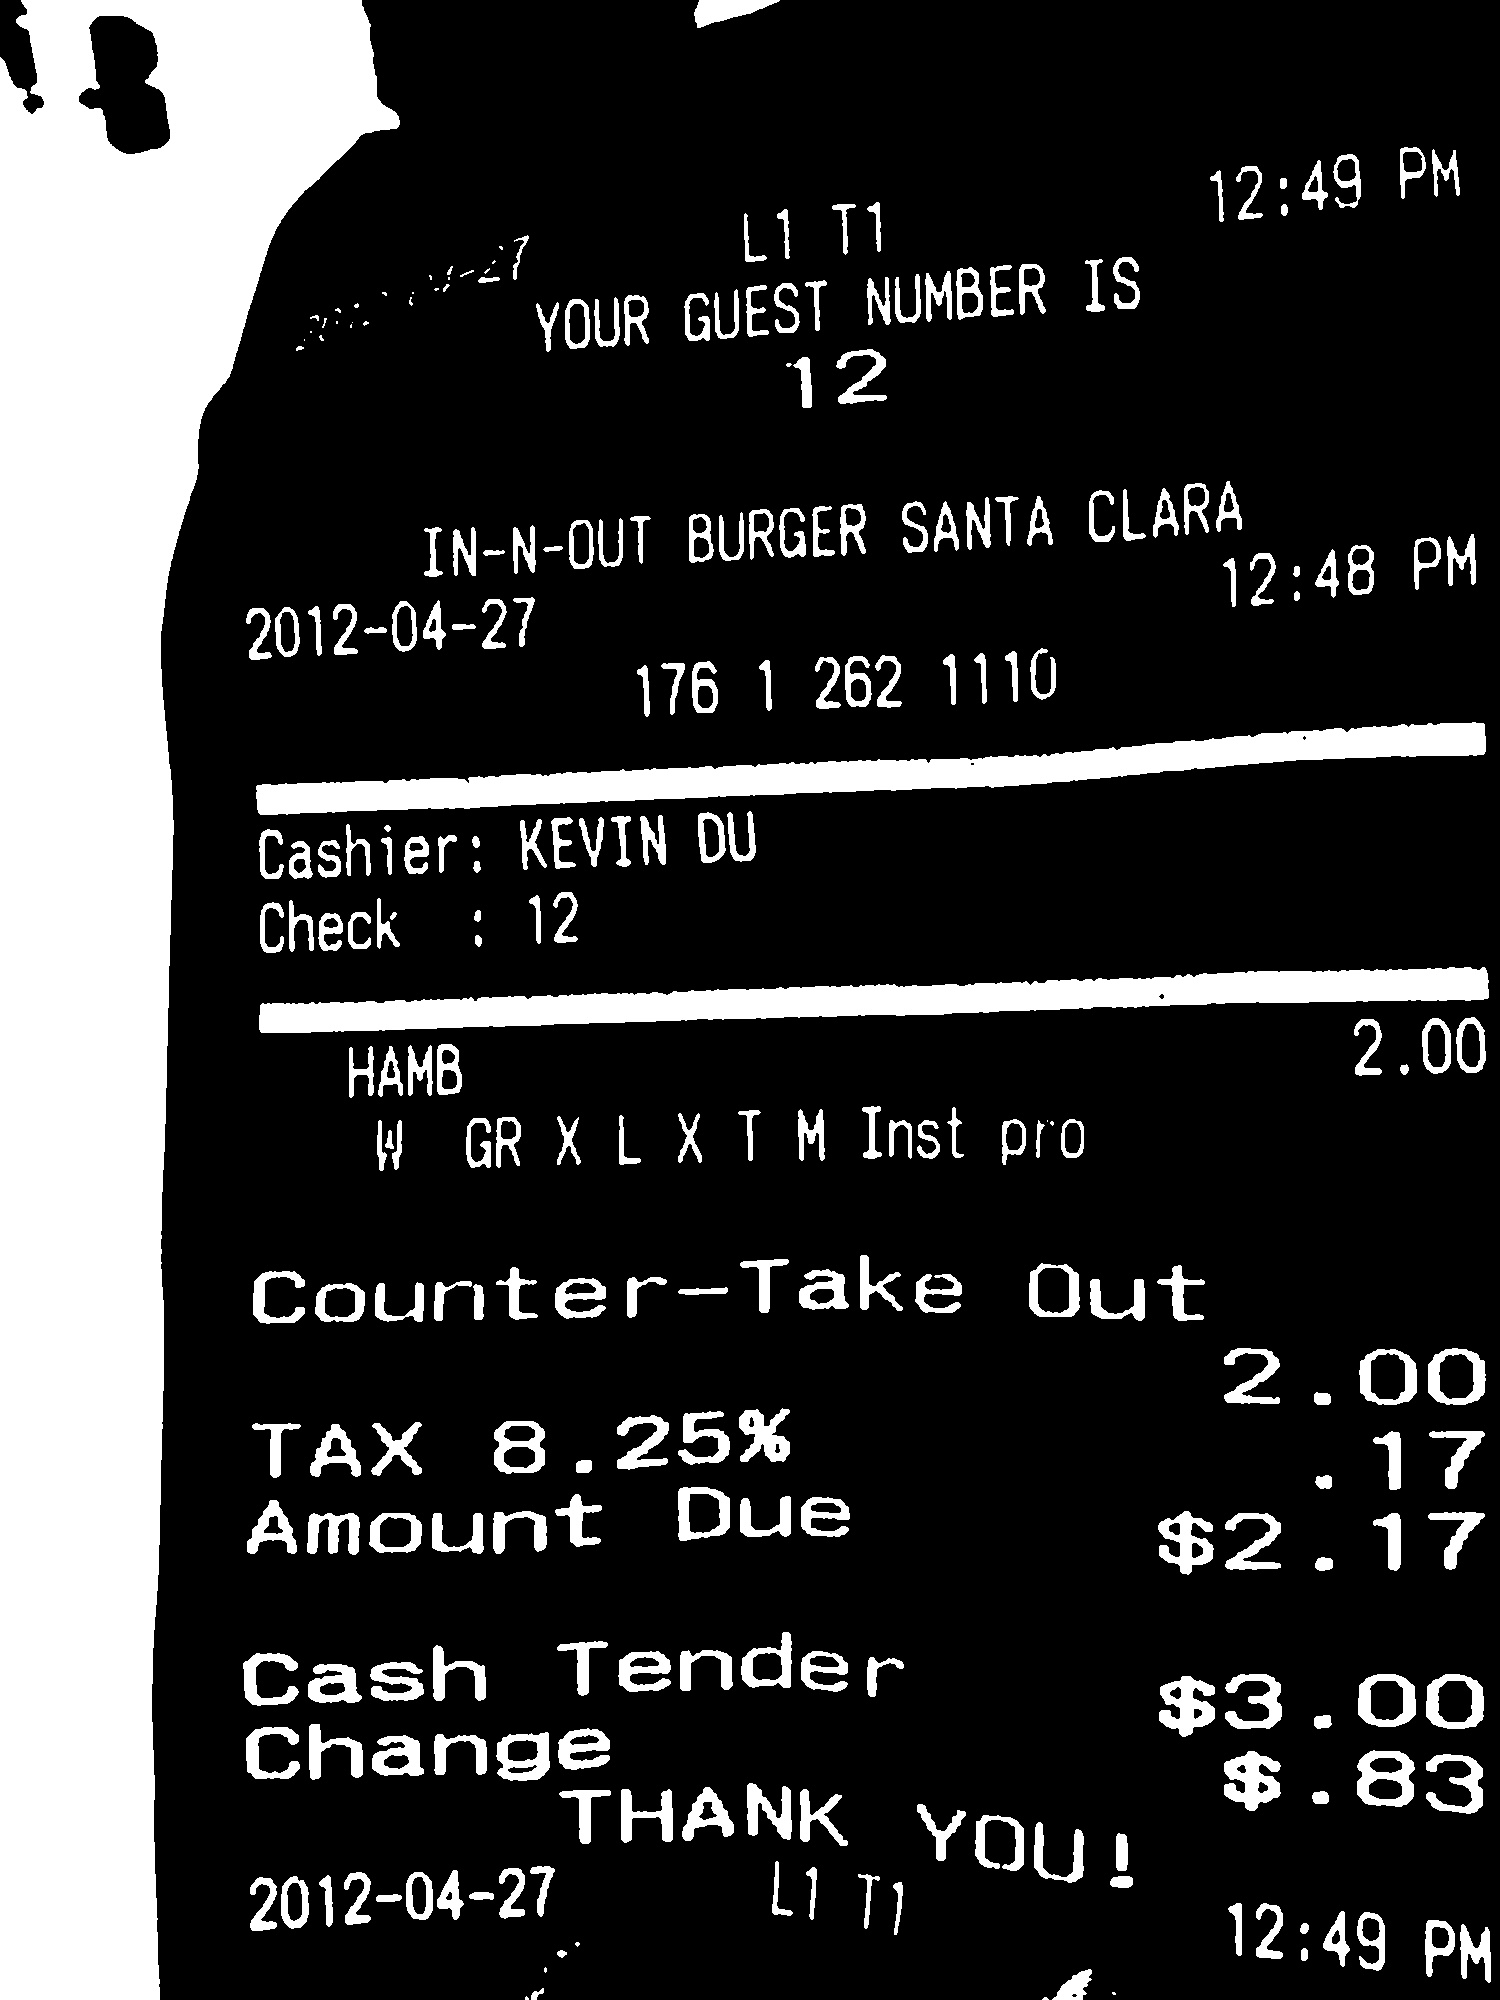 12:49 PM
L1 T1
YOUR GUEST NUMBER IS
12
IN-N-OUT BURGER SANTA CLARA
2012-04-27 12:48 PM
176 1 262 1110
Cashier: KEVIN DU
Check : 12
HAMB 2.00
W GR X L X T M Inst pro
Counter-Take Out
2.00
TAX 8.25% .17
Amount Due $2.17
Cash Tender $3.00
Change $.83
THANK YOU!
2012-04-27 L1 T1 12:49 PM